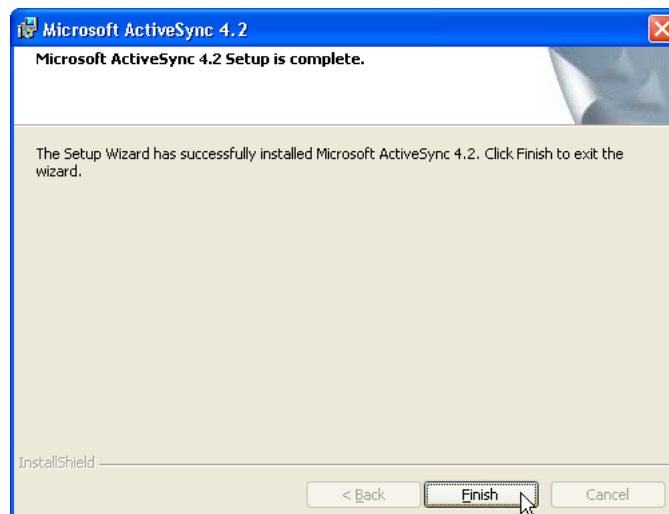 Microsoft ActiveSync 4.2
Microsoft ActiveSync 4.2 Setup is complete.
The Setup Wizard has successfully installed Microsoft ActiveSync 4.2. Click Finish to exit the
wizard.
InstallShield
< Back Finish Cancel